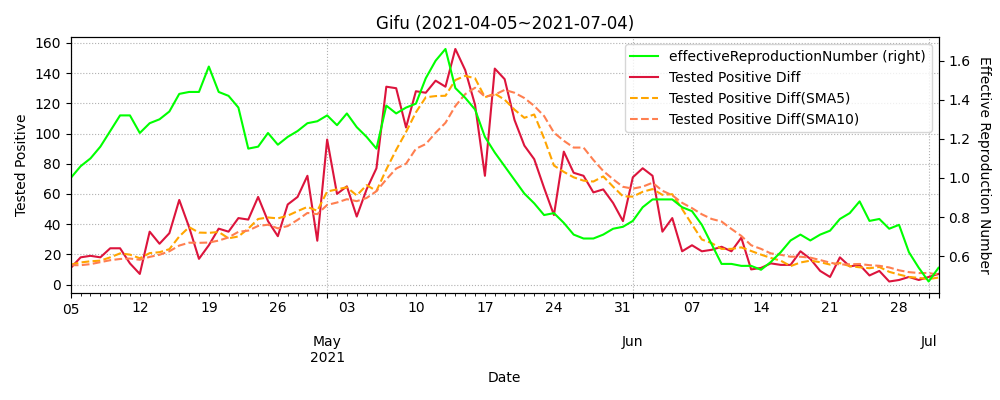 Gifu (2021-04-05~2021-07-04)
effectiveReproductionNumber (right)
Tested Positive Diff
Tested Positive Diff(SMA5)
Tested Positive Diff(SMA10)
Tested Positive
160
140
120
100
80
60
40
20
0
1.6
1.4
1.2
1.0
0.8
0.6
Effective Reproduction Number
05 12 19 26 03 10 17 24 31 07 14 21 28
May Jun Jul
2021
Date